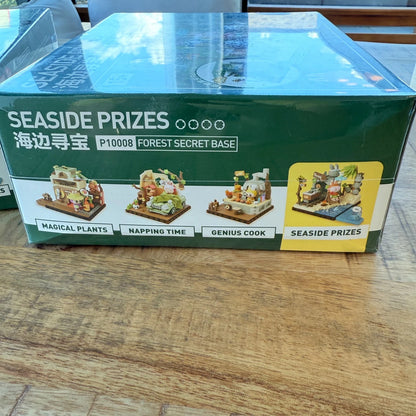 SEASIDE PRIZES
海边寻宝 P10008 FOREST SECRET BASE
MAGICAL PLANTS NAPPING TIME GENIUS COOK SEASIDE PRIZES